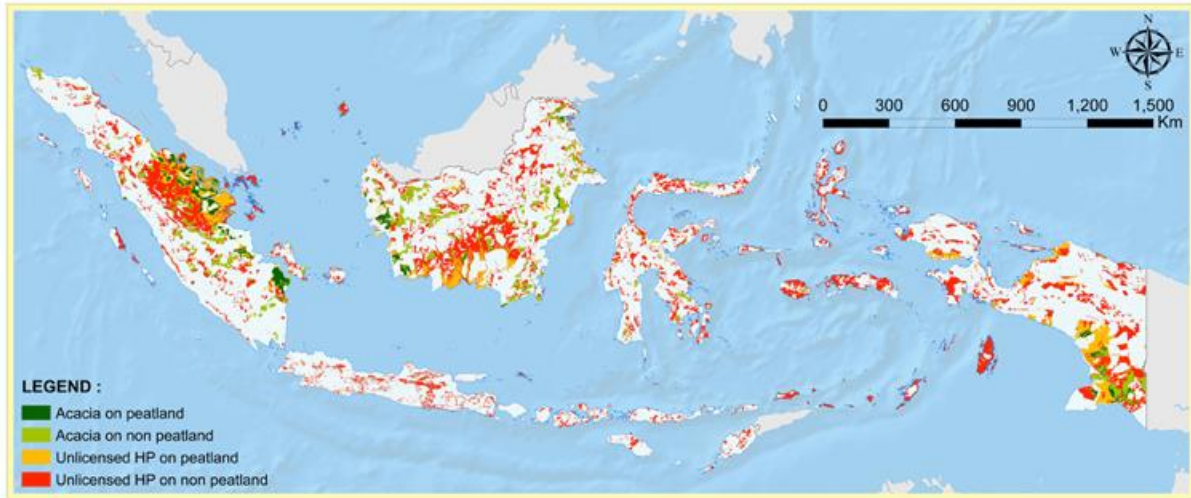 N
W E
S
0 300 600 900 1,200 1,500
Km
LEGEND :
Acacia on peatland
Acacia on non peatland
Unlicensed HP on peatland
Unlicensed HP on non peatland